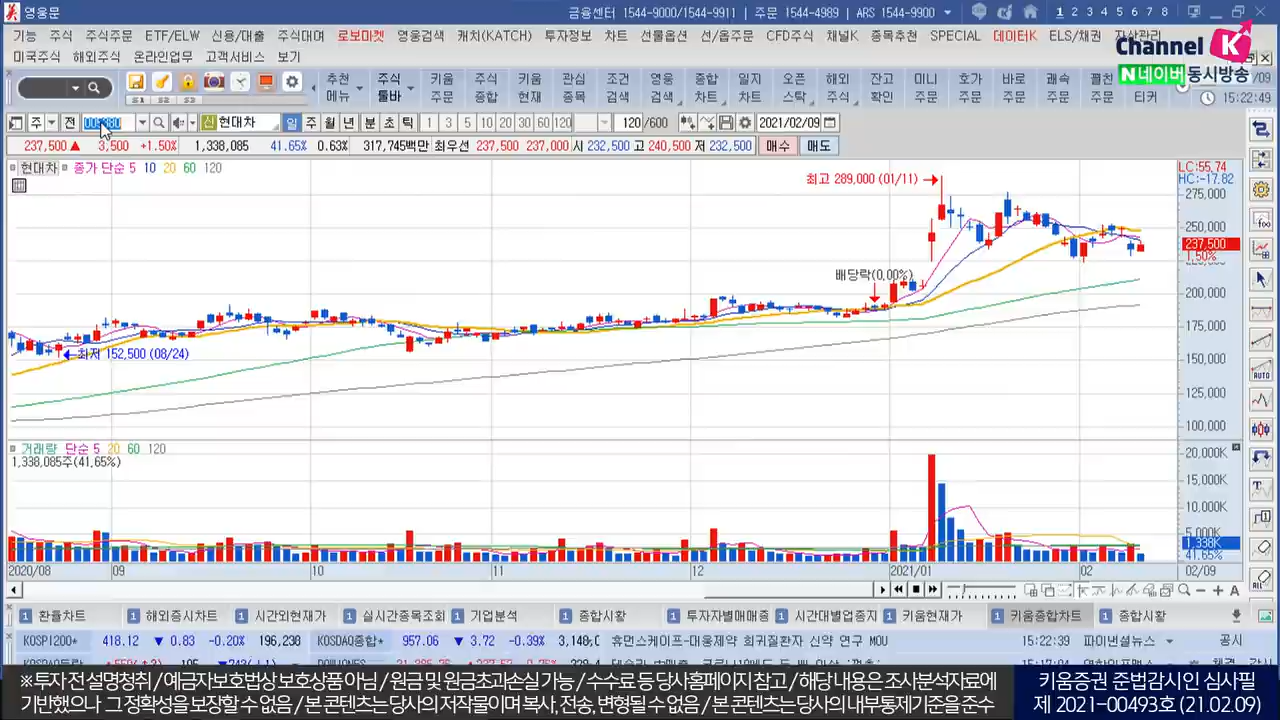 영웅문
금융센터 1544-9000/1544-9911 | 주문 1544-4989 | ARS 1544-9900
1 2 3 4 5 6 7 8
기능 주식 주식주문 ETF/ELW 신용/대출 주식대여 로보마켓 영웅검색 캐치(KATCH) 투자정보 차트 선물옵션 선/옵주문 CFD주식 채널K 종목추천 SPECIAL 데이터K ELS/채권 자산관리
미국주식 해외주식 온라인업무 고객서비스 보기
Channel K
N네이버 동시방송
추천 주식 키움 주식 키움 관심 조건 영웅 종합 일지 오픈 해외 잔고 미니 호가 바로 쾌속 플친
메뉴 툴바 주문 종합 현재 종목 검색 검색 차트 차트 스탁 주식 확인 주문 주문 주문 주문 티커
S1 S2 S3
15:22:49
주 전 신 현대차 일 주 월 년 분 초 틱 1 3 5 10 20 30 60 120 120 /600 2021/02/09
237,500 ▲ 3,500 +1.50% 1,338,085 41.65% 0.63% 317,745백만 최우선 237,500 237,000 시 232,500 고 240,500 저 232,500 매수 매도
현대차 종가 단순 5 10 20 60 120
LC:55.74
HC:-17.82
최고 289,000 (01/11)
275,000
250,000
237,500
1.50%
배당락(0.00%)
200,000
175,000
최저 152,500 (08/24)
150,000
125,000
100,000
거래량 단순 5 20 60 120
1,338,085주(41.65%)
20,000K
15,000K
10,000K
5,000K
1,338K
41.65%
2020/08 09 10 11 12 2021/01 02 02/09
1 환율차트 1 해외증시차트 1 시간외현재가 1 실시간종목조회 1 기업분석 1 종합시황 1 투자자별매매종 1 시간대별업종지 1 키움현재가 1 키움종합차트 1 종합시황
KOSPI200* 418.12 ▼ 0.83 -0.20% 196,238 KOSDAQ종합* 957.06 ▼ 3.72 -0.39% 휴먼스케이프-대웅제약 희귀질환자 신약 연구 MOU 15:22:39 파이낸셜뉴스 공시
※ 투자 전 설명청취 / 예금자보호법상 보호상품 아님 / 원금 및 원금초과손실 가능 / 수수료 등 당사홈페이지 참고 / 해당 내용은 조사분석자료에
기반했으나 그 정확성을 보장할 수 없음 / 본 콘텐츠는 당사의 저작물이며 복사, 전송, 변형될 수 없음 / 본 콘텐츠는 당사의 내부통제기준을 준수
키움증권 준법감시인 심사필
제 2021-00493호 (21.02.09)